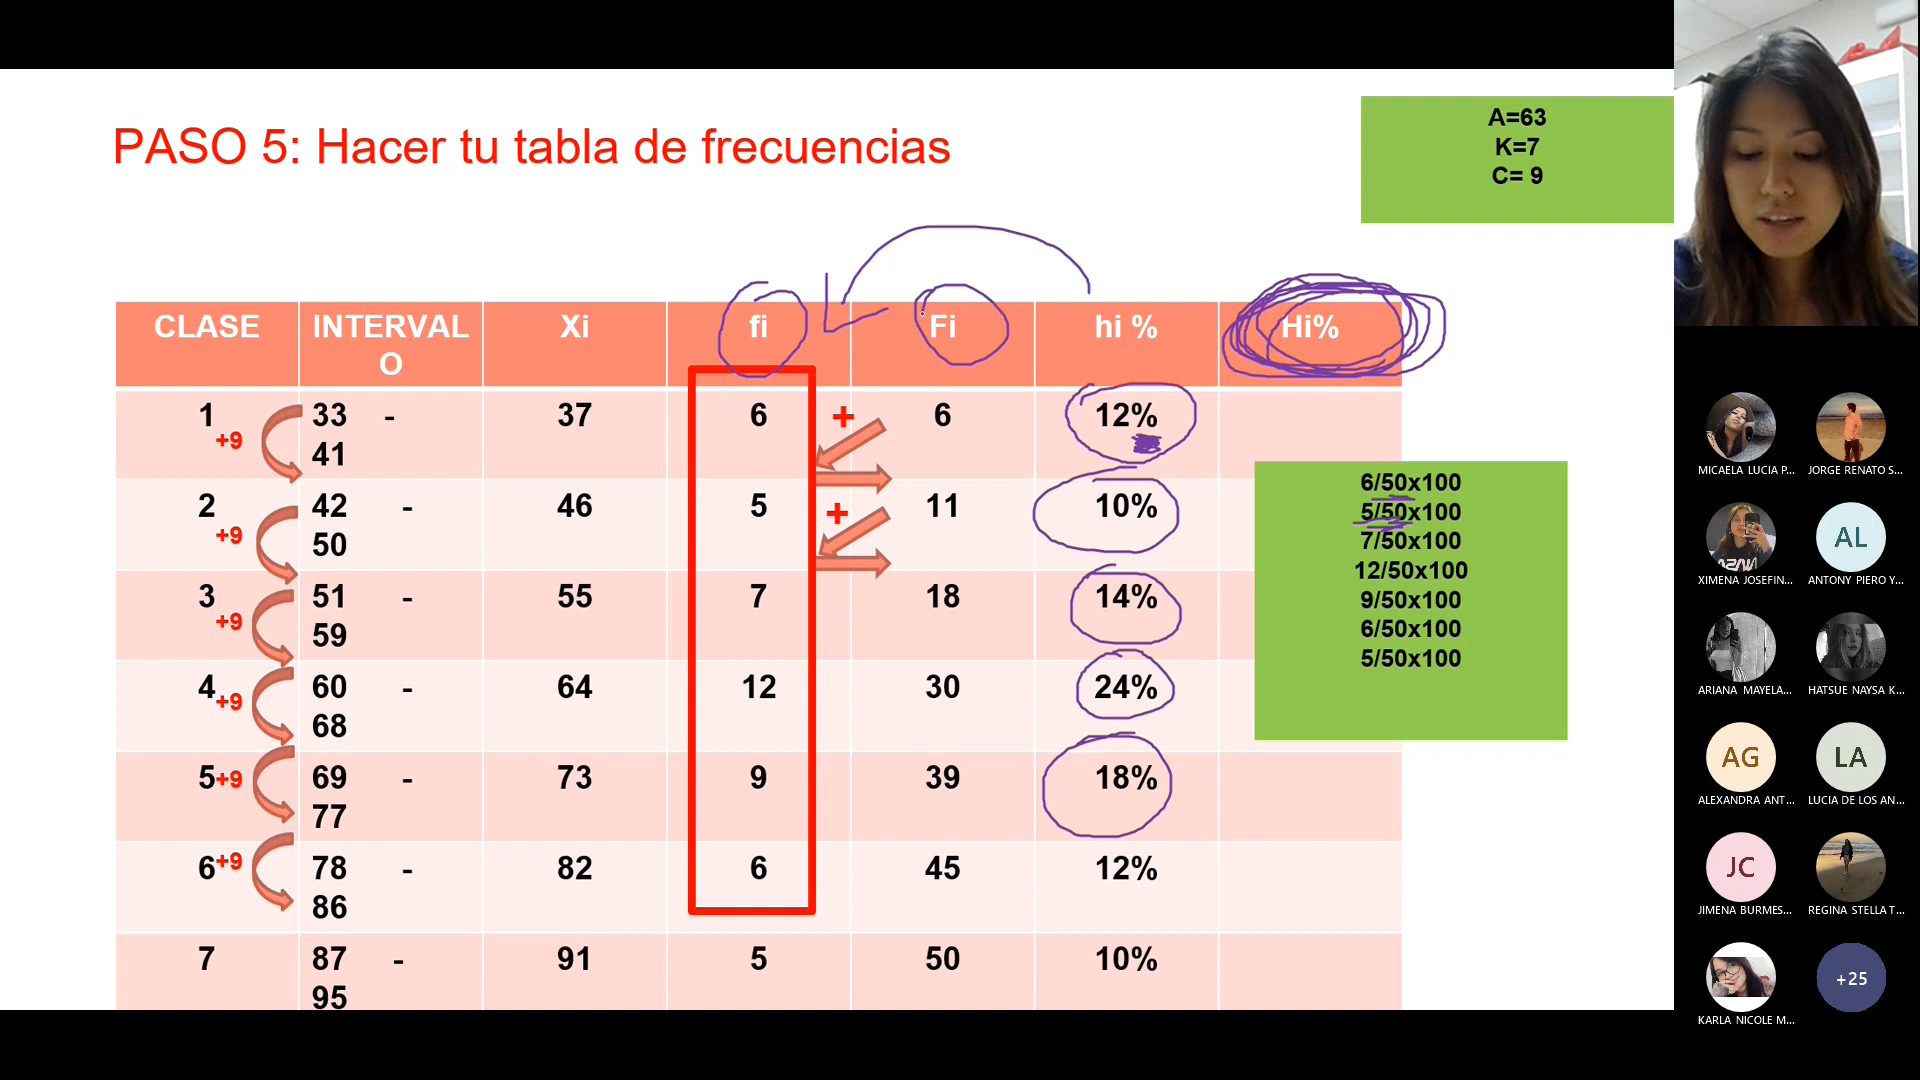 PASO 5: Hacer tu tabla de frecuencias
A=63
K=7
C= 9
CLASE INTERVAL Xi fi Fi hi % Hi%
O
1 33 - 37 6 + 6 12%
+9 41
2 42 - 46 5 + 11 10%
+9 50
3 51 - 55 7 18 14%
+9 59
4 60 - 64 12 30 24%
+9 68
5 +9 69 - 73 9 39 18%
77
6 +9 78 - 82 6 45 12%
86
7 87 - 91 5 50 10%
95
6/50x100
5/50x100
7/50x100
12/50x100
9/50x100
6/50x100
5/50x100
MICAELA LUCIA P... JORGE RENATO S...
AL
XIMENA JOSEFIN... ANTONY PIERO Y...
ARIANA MAYELA... HATSUE NAYSA K...
AG LA
ALEXANDRA ANT... LUCIA DE LOS AN...
JC
JIMENA BURMES... REGINA STELLA T...
+25
KARLA NICOLE M...